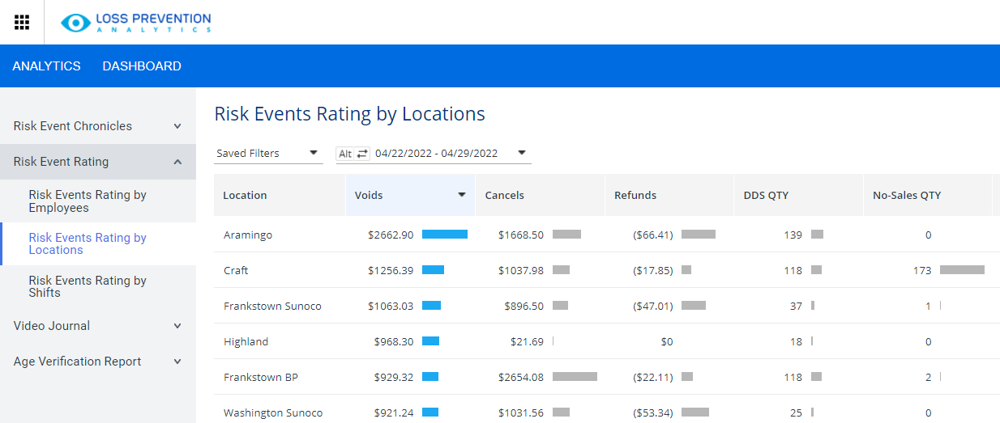 LOSS PREVENTION
ANALYTICS
ANALYTICS DASHBOARD
Risk Event Chronicles
Risk Event Rating
Risk Events Rating by
Employees
Risk Events Rating by
Locations
Risk Events Rating by
Shifts
Video Journal
Age Verification Report
Risk Events Rating by Locations
Saved Filters Alt 04/22/2022 - 04/29/2022
Location Voids Cancels Refunds DDS QTY No-Sales QTY
Aramingo $2662.90 $1668.50 ($66.41) 139 0
Craft $1256.39 $1037.98 ($17.85) 118 173
Frankstown Sunoco $1063.03 $896.50 ($47.01) 37 1
Highland $968.30 $21.69 $0 18 0
Frankstown BP $929.32 $2654.08 ($22.11) 118 2
Washington Sunoco $921.24 $1031.56 ($53.34) 25 0